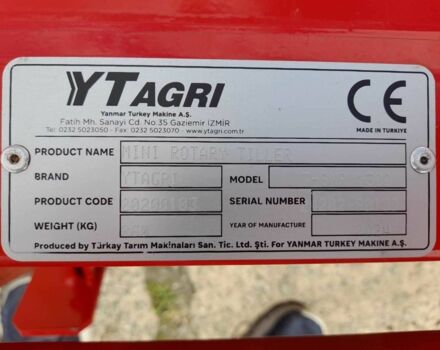 YTAGRI
Yanmar Turkey Makine A.Ş.
Fatih Mh. Sanayi Cd. No.35 Gaziemir IZMIR
Tel: 0232 5023050 - Fax: 0232 5023070 - www.ytagri.com.tr
CE
MADE IN TURKIYE
PRODUCT NAME MINI ROTARY TILLER
BRAND YTAGRI MODEL
PRODUCT CODE SERIAL NUMBER
WEIGHT (KG) YEAR OF MANUFACTURE
Produced by Türkay Tarım Makinaları San. Tic. Ltd. Şti. For YANMAR TURKEY MAKINE A.Ş.